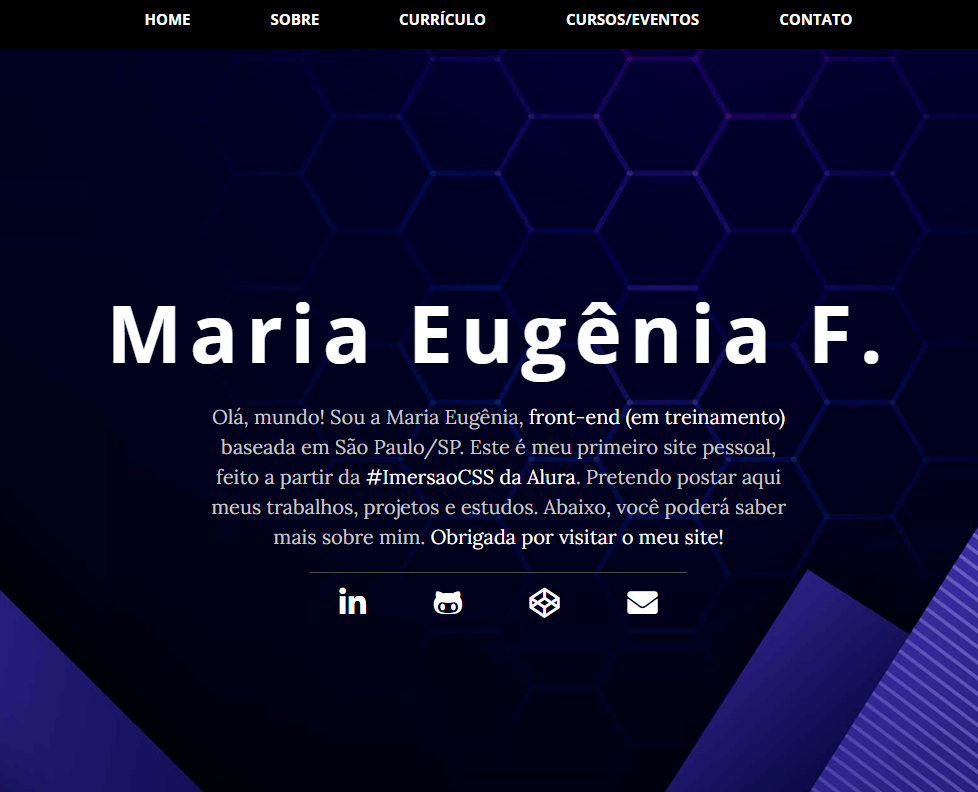 HOME SOBRE CURRÍCULO CURSOS/EVENTOS CONTATO
Maria Eugênia F.
Olá, mundo! Sou a Maria Eugênia, front-end (em treinamento)
baseada em São Paulo/SP. Este é meu primeiro site pessoal,
feito a partir da #ImersaoCSS da Alura. Pretendo postar aqui
meus trabalhos, projetos e estudos. Abaixo, você poderá saber
mais sobre mim. Obrigada por visitar o meu site!
in